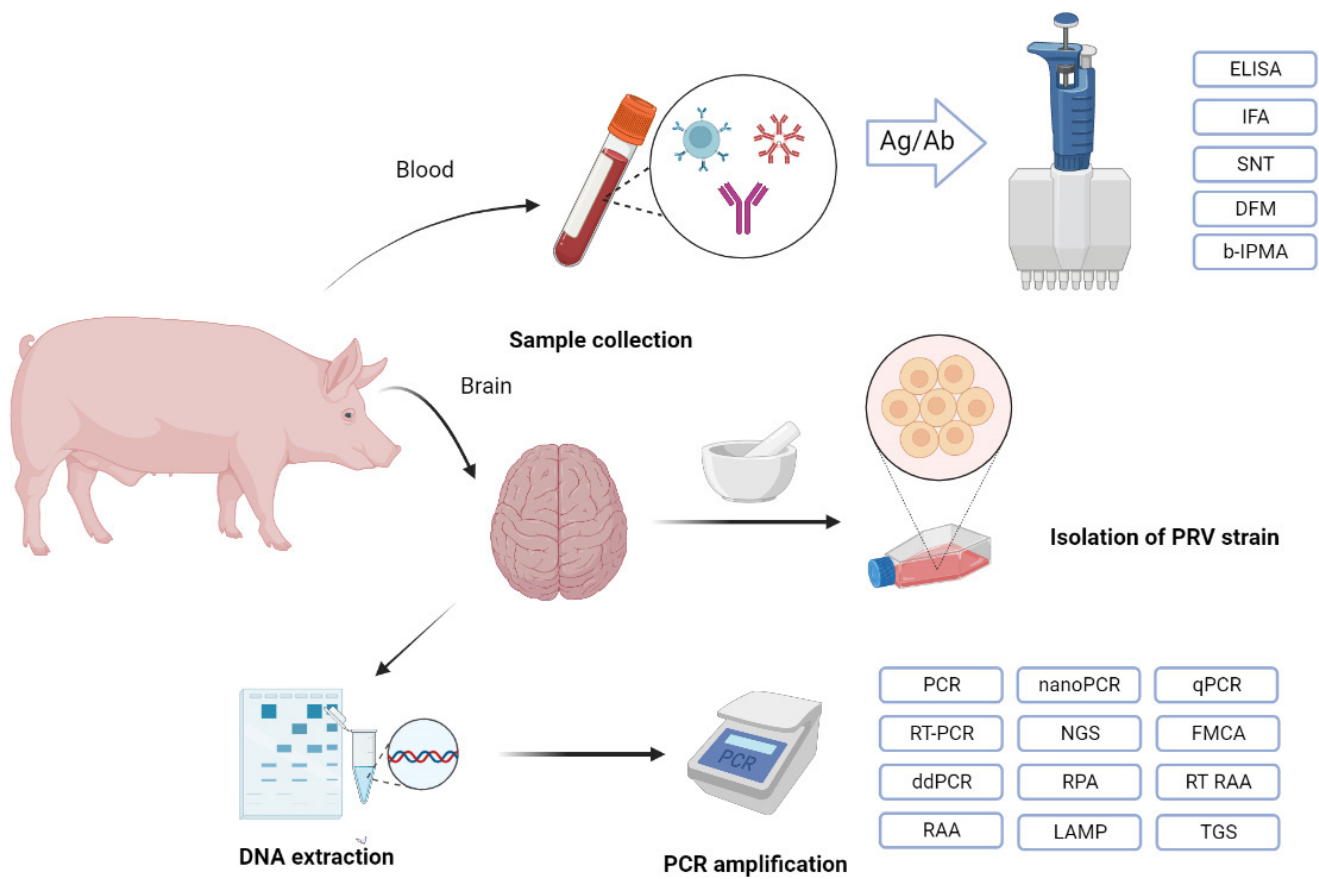 Blood
Ag/Ab
ELISA
IFA
SNT
DFM
b-IPMA
Sample collection
Brain
Isolation of PRV strain
DNA extraction
PCR
PCR amplification
PCR
nanoPCR
qPCR
RT-PCR
NGS
FMCA
ddPCR
RPA
RT RAA
RAA
LAMP
TGS